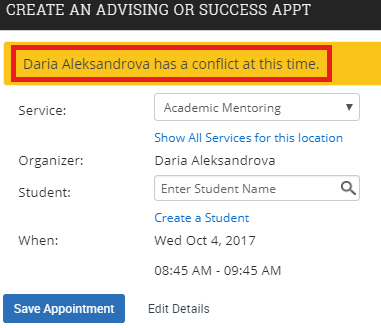 CREATE AN ADVISING OR SUCCESS APPT
Daria Aleksandrova has a conflict at this time.
Service: Academic Mentoring
Show All Services for this location
Organizer: Daria Aleksandrova
Student: Enter Student Name
Create a Student
When: Wed Oct 4, 2017
08:45 AM - 09:45 AM
Save Appointment Edit Details